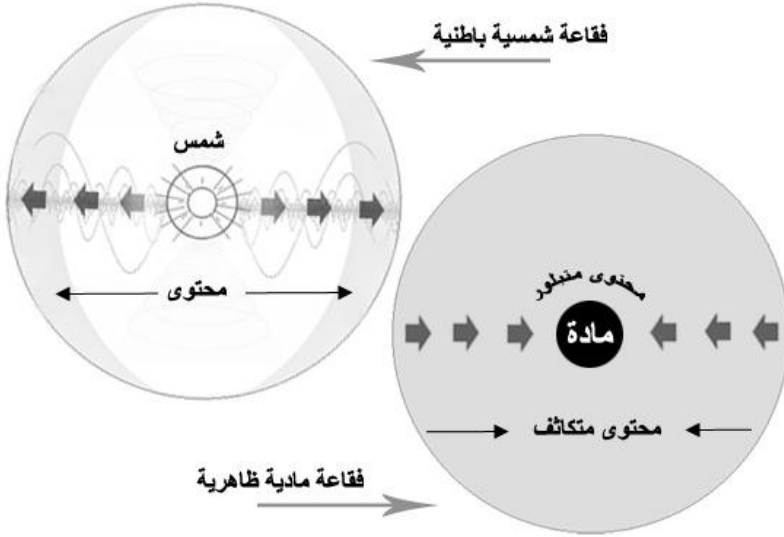 فقاعة شمسية باطنية
شمس
محتوى
محتوى متبلور
مادة
محتوى متكاثف
فقاعة مادية ظاهرية